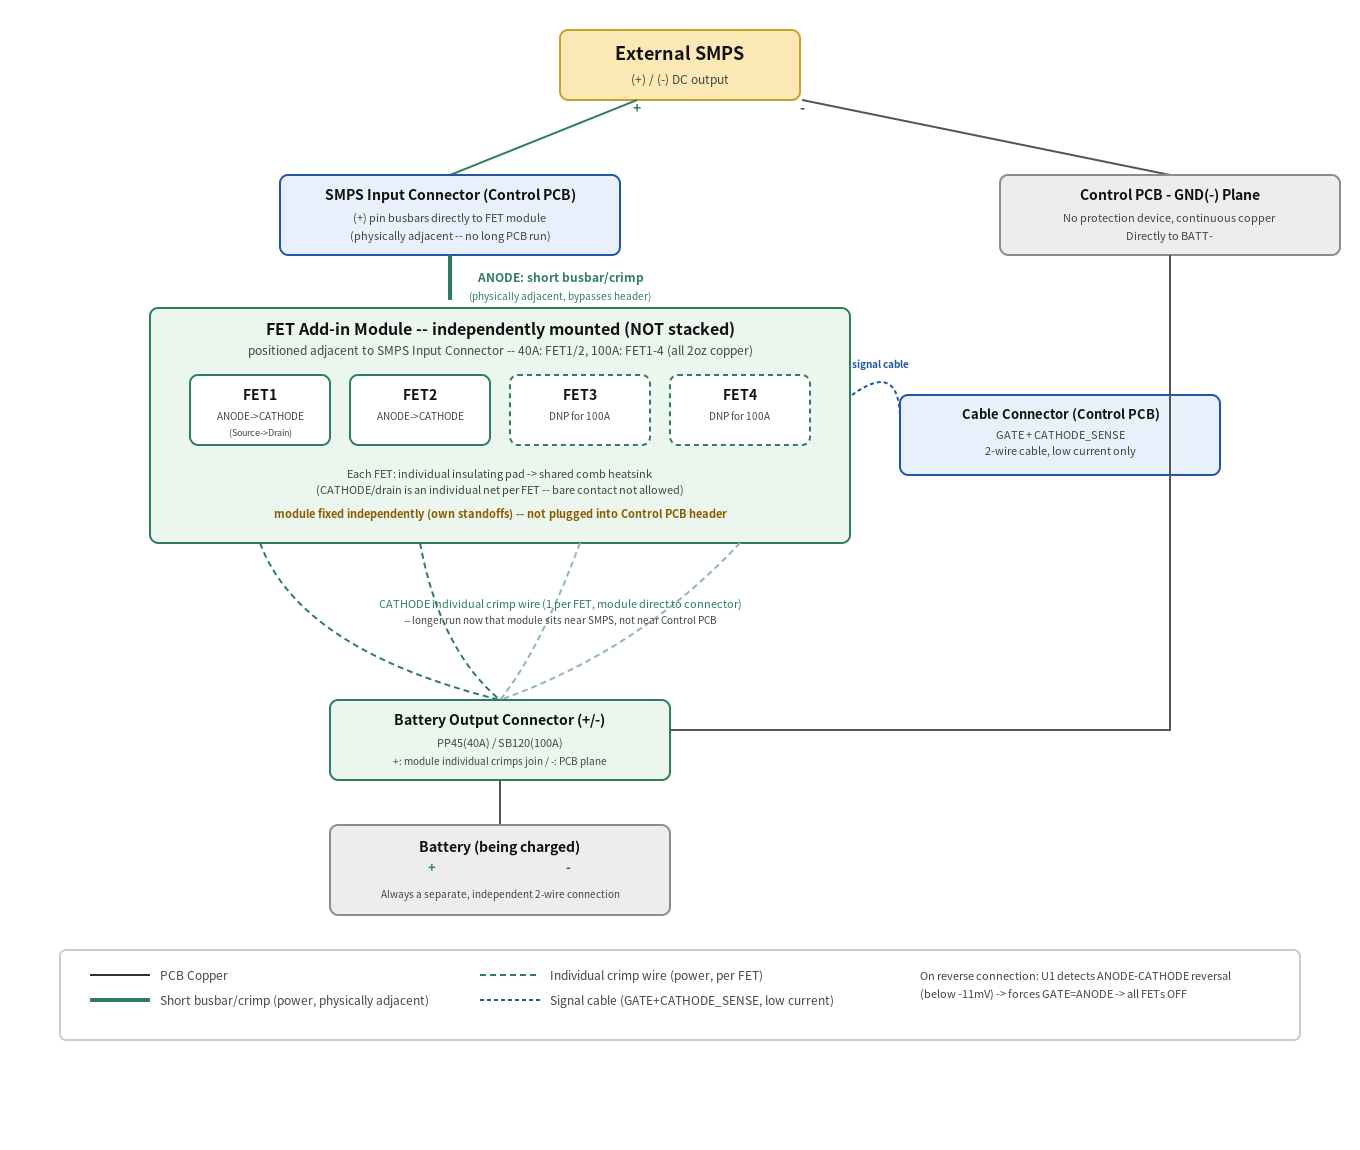 External SMPS
(+) / (-) DC output
+
-
SMPS Input Connector (Control PCB)
(+) pin busbars directly to FET module
(physically adjacent -- no long PCB run)
Control PCB - GND(-) Plane
No protection device, continuous copper
Directly to BATT-
ANODE: short busbar/crimp
(physically adjacent, bypasses header)
FET Add-in Module -- independently mounted (NOT stacked)
positioned adjacent to SMPS Input Connector -- 40A: FET1/2, 100A: FET1-4 (all 2oz copper)
FET1
ANODE->CATHODE
(Source->Drain)
FET2
ANODE->CATHODE
FET3
DNP for 100A
FET4
DNP for 100A
Each FET: individual insulating pad -> shared comb heatsink
(CATHODE/drain is an individual net per FET -- bare contact not allowed)
module fixed independently (own standoffs) -- not plugged into Control PCB header
signal cable
Cable Connector (Control PCB)
GATE + CATHODE_SENSE
2-wire cable, low current only
CATHODE individual crimp wire (1 per FET, module direct to connector)
-- longer run now that module sits near SMPS, not near Control PCB
Battery Output Connector (+/-)
PP45(40A) / SB120(100A)
+: module individual crimps join / -: PCB plane
Battery (being charged)
+
-
Always a separate, independent 2-wire connection
PCB Copper
Short busbar/crimp (power, physically adjacent)
Individual crimp wire (power, per FET)
Signal cable (GATE+CATHODE_SENSE, low current)
On reverse connection: U1 detects ANODE-CATHODE reversal
(below -11mV) -> forces GATE=ANODE -> all FETs OFF